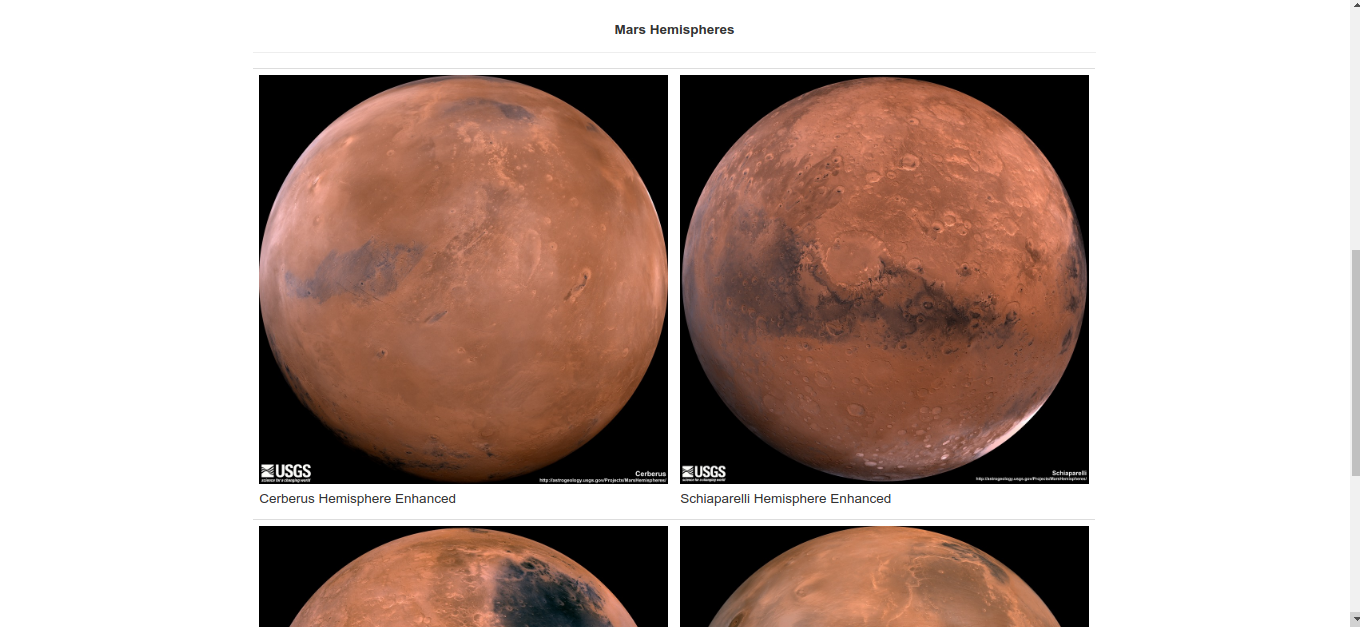 Mars Hemispheres
USGS
science for a changing world
Cerberus
http://astrogeology.usgs.gov/Projects/MarsHemispheres/
USGS
science for a changing world
Schiaparelli
http://astrogeology.usgs.gov/Projects/MarsHemispheres/
Cerberus Hemisphere Enhanced
Schiaparelli Hemisphere Enhanced